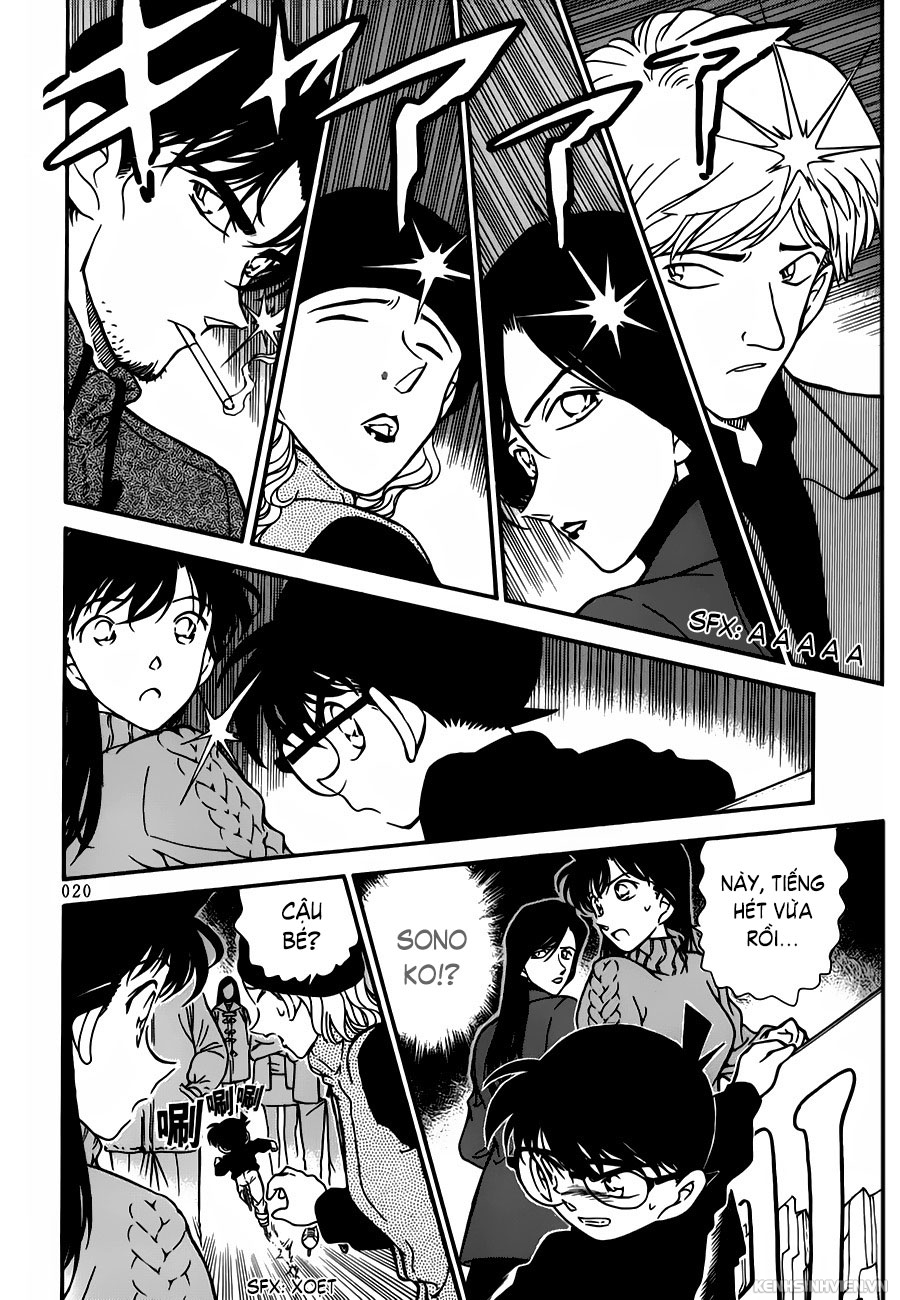 キャアアア
SFX: A A A A A
020
NÀY, TIẾNG
HÉT VỪA
RỒI...
SONO
KO!?
CẬU
BÉ?
唰唰唰
SFX: XOẸT
KENHSINHVIEN.VN